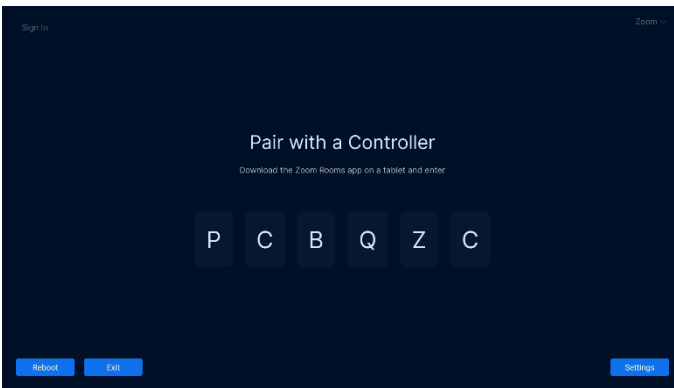 Sign In
Zoom
Pair with a Controller
Download the Zoom Rooms app on a tablet and enter
P C B Q Z C
Reboot Exit Settings